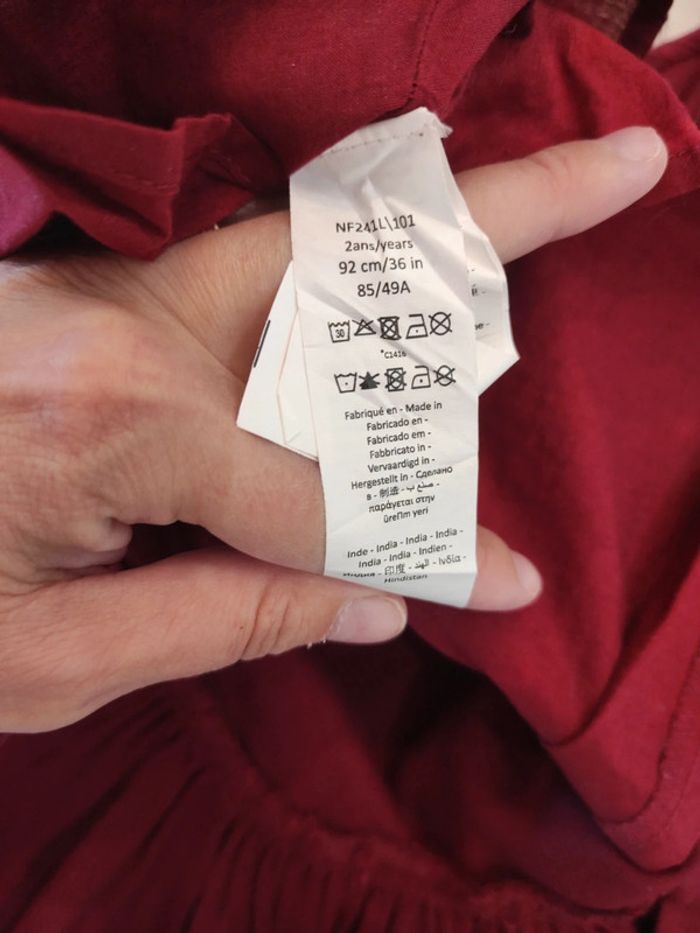 NF241L\101
2ans/years
92 cm/36 in
85/49A
30
*C1416
Fabriqué en - Made in
Fabricado en -
Fabricado em -
Fabbricato in -
Vervaardigd in -
Hergestellt in - Сделано
в - 制造 - صنع ب -
παράγεται στην
üretim yeri
Inde - India - India - India -
India - India - Indien -
- 印度 - الهند - Ινδία -
Hindistan